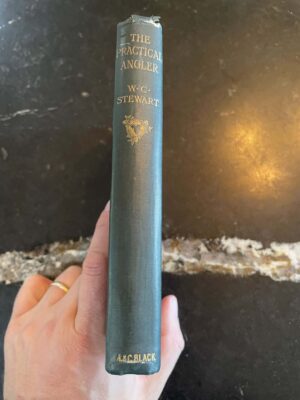 THE
PRACTICAL
ANGLER
W·C·
STEWART
A.&C.BLACK